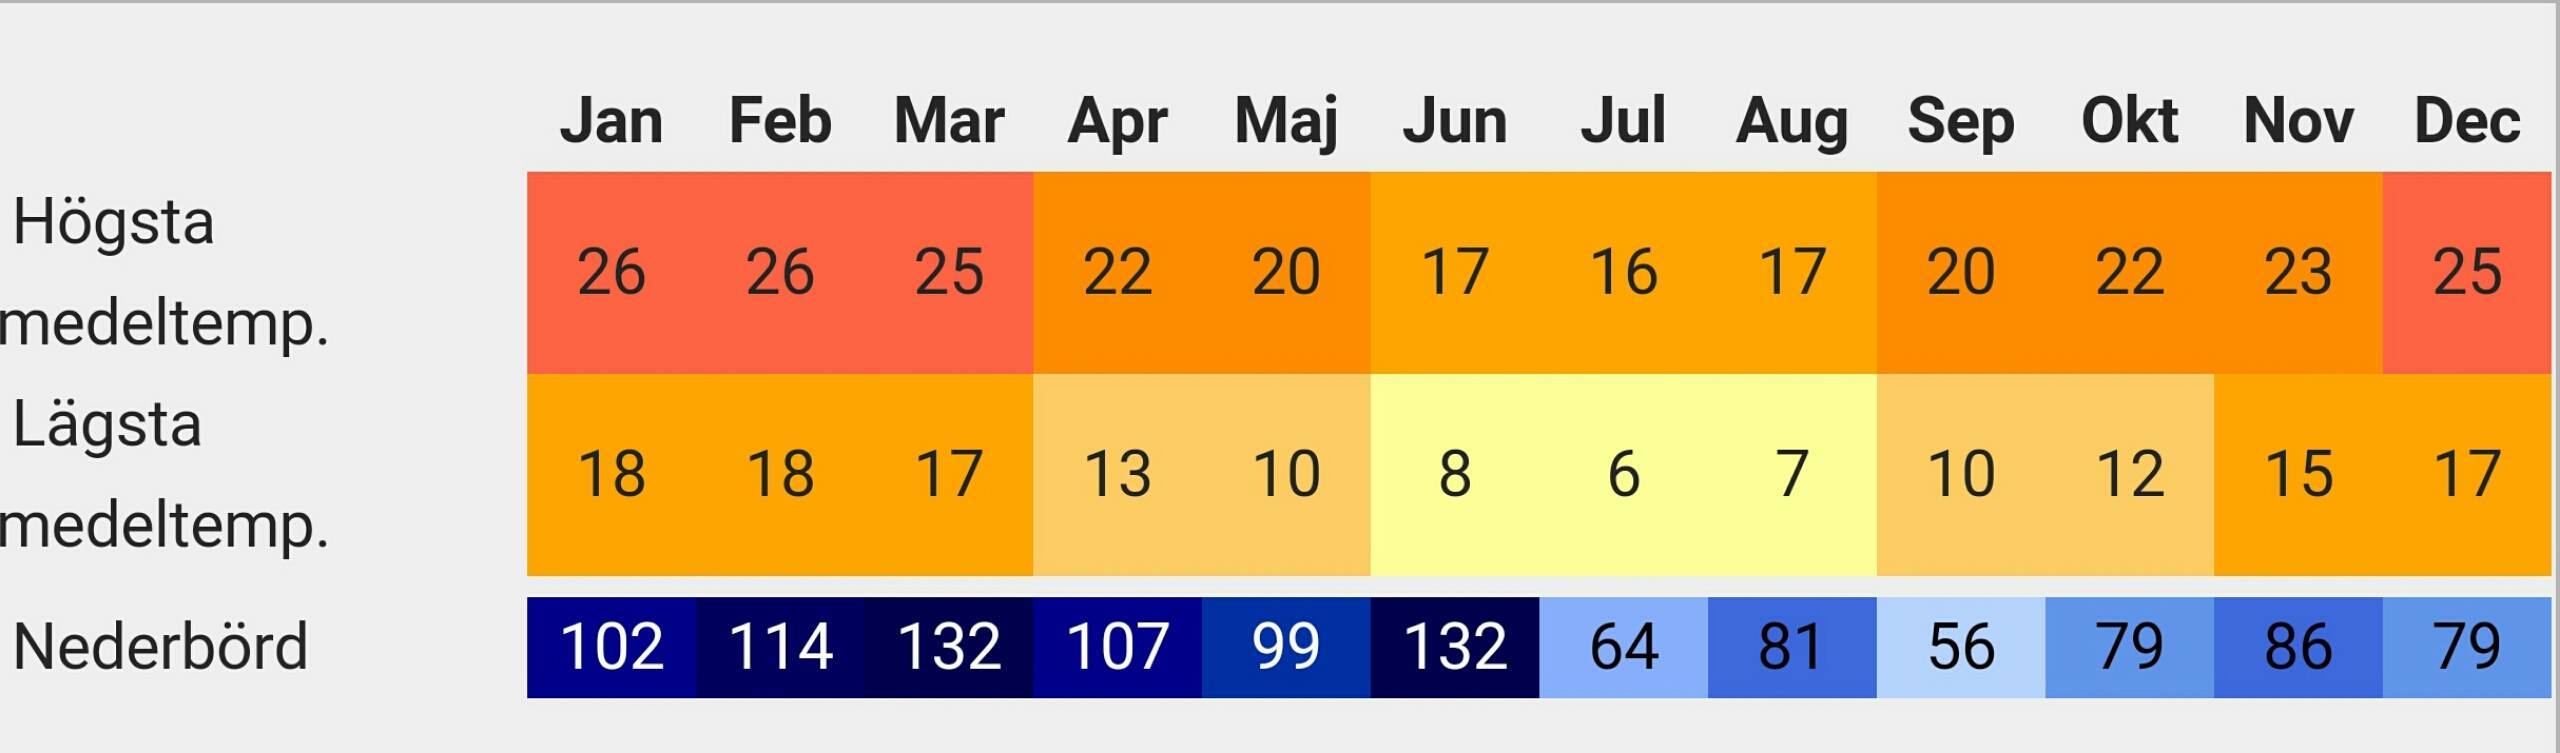 Jan Feb Mar Apr Maj Jun Jul Aug Sep Okt Nov Dec
Högsta
medeltemp.
26 26 25 22 20 17 16 17 20 22 23 25
Lägsta
medeltemp.
18 18 17 13 10 8 6 7 10 12 15 17
Nederbörd 102 114 132 107 99 132 64 81 56 79 86 79